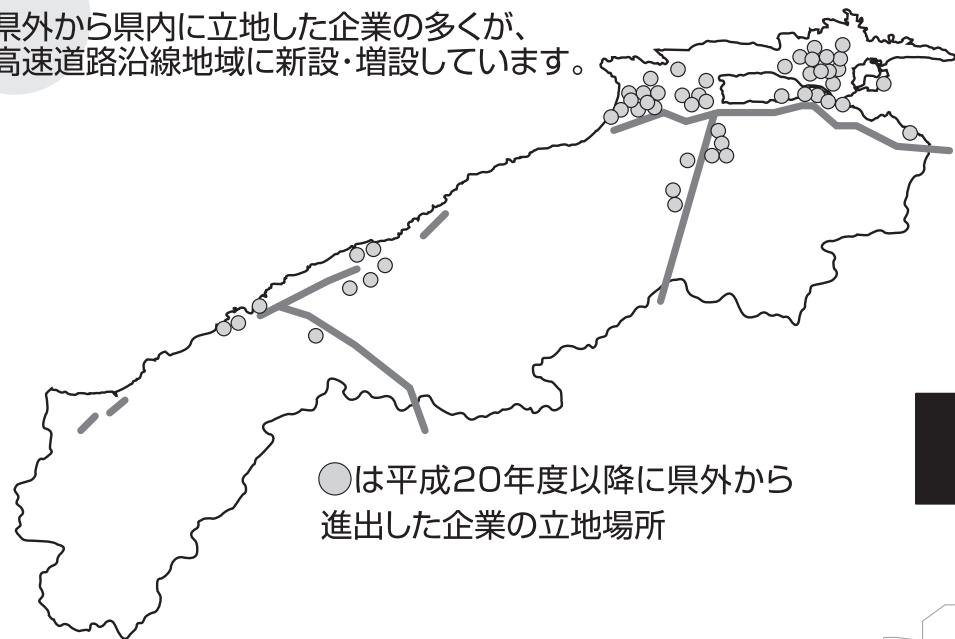 県外から県内に立地した企業の多くが、
高速道路沿線地域に新設・増設しています。
は平成20年度以降に県外から
進出した企業の立地場所